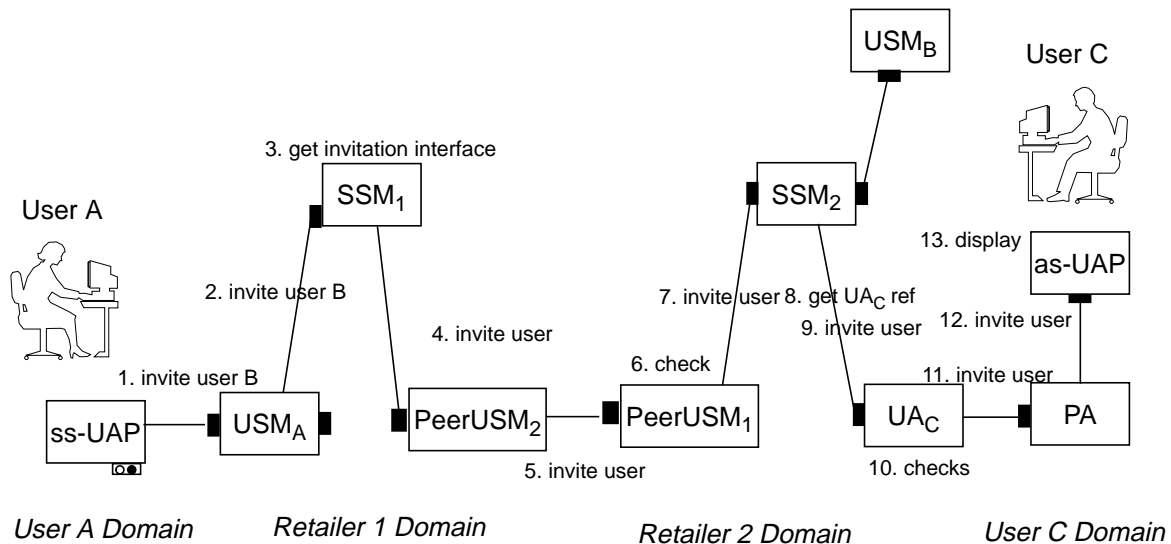 USM_B
User C
3. get invitation interface
SSM_1
SSM_2
User A
13. display
as-UAP
2. invite user B
7. invite user
8. get UA_C ref
9. invite user
12. invite user
4. invite user
6. check
11. invite user
1. invite user B
ss-UAP
USM_A
PeerUSM_2
PeerUSM_1
UA_C
PA
5. invite user
10. checks
User A Domain
Retailer 1 Domain
Retailer 2 Domain
User C Domain